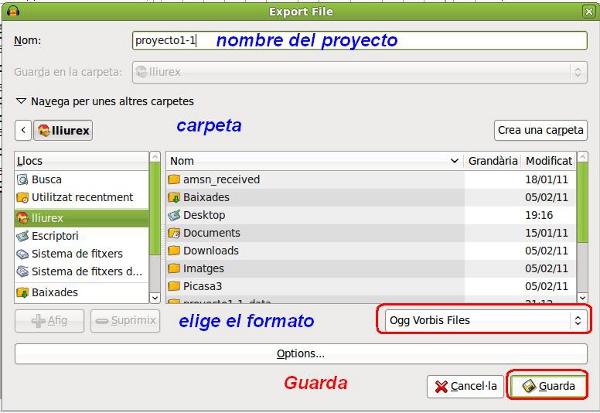 Export File
Nom: proyecto1-1 nombre del proyecto
Guarda en la carpeta: lliurex
Navega per unes altres carpetes
< lliurex carpeta Crea una carpeta
Llocs Nom Grandària Modificat
Busca amsn_received 18/01/11
Utilitzat recentment Baixades 05/02/11
lliurex Desktop 19:16
Escriptori Documents 15/01/11
Sistema de fitxers Downloads 05/02/11
Sistema de fitxers d... Imatges 05/02/11
Baixades Picasa3 05/02/11
proyecto1-1_data 21:12
Afig Suprimix elige el formato Ogg Vorbis Files
Options...
Guarda Cancel·la Guarda